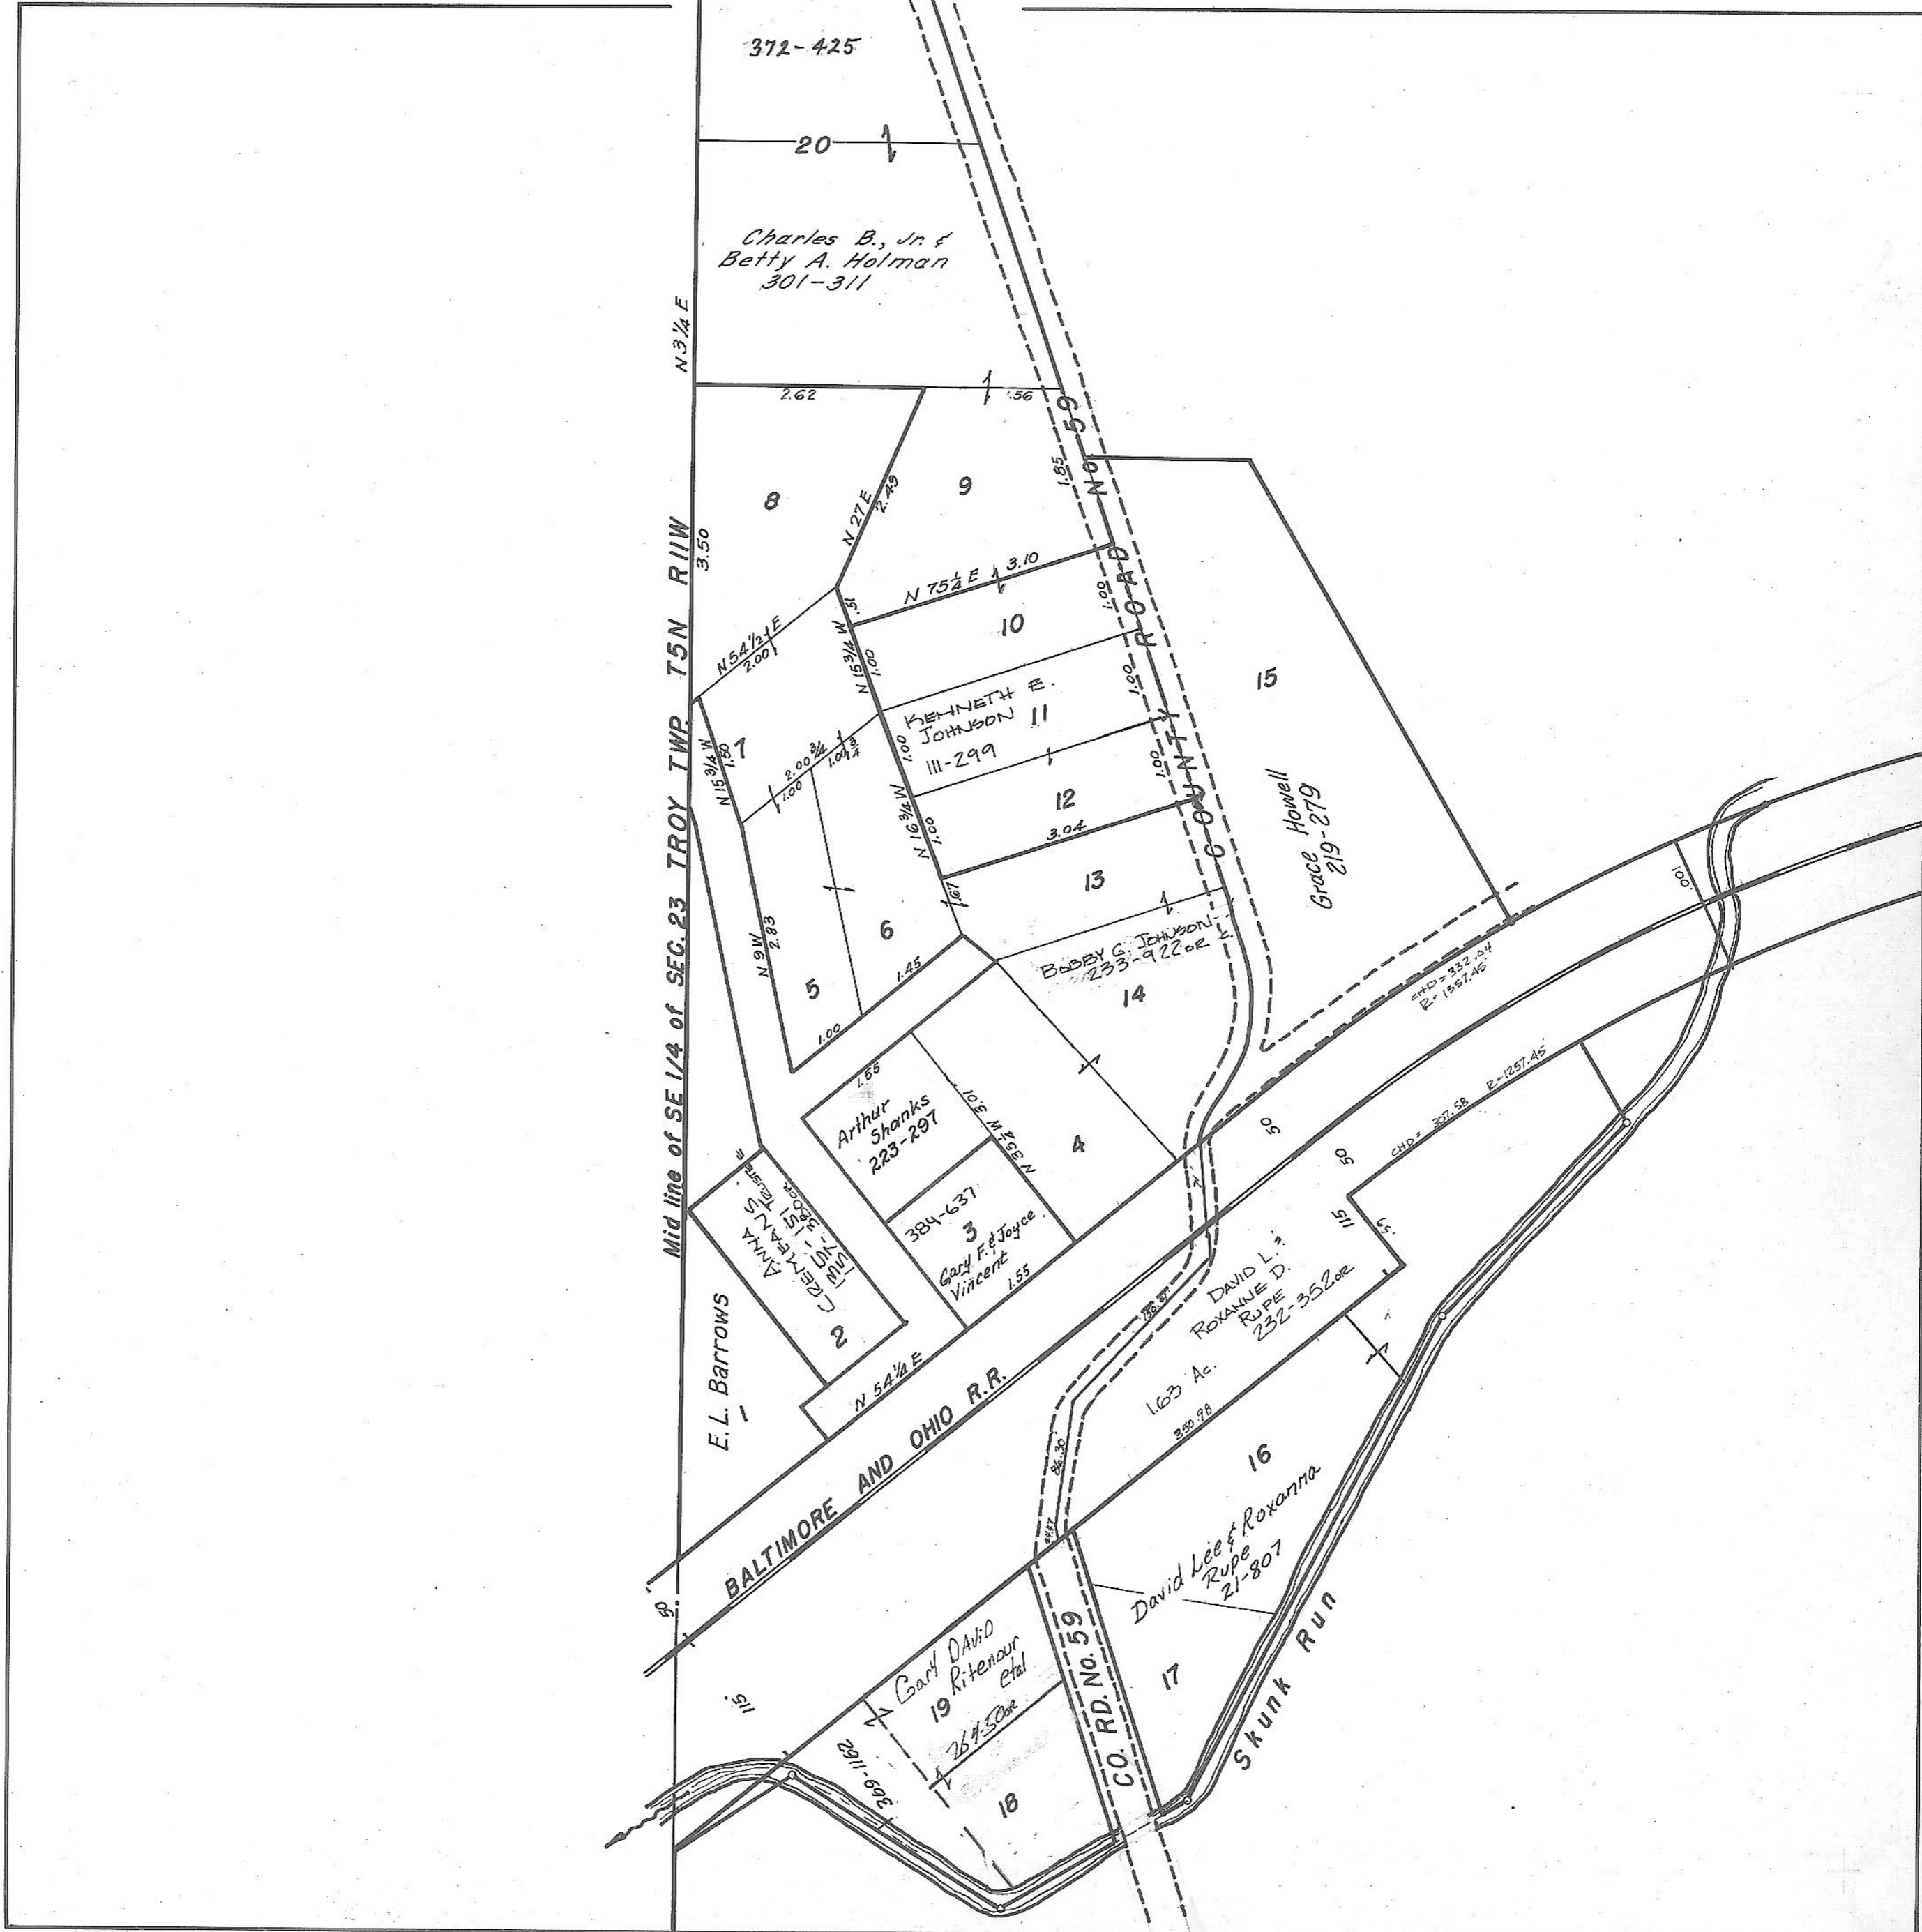 372-425
20
Charles B., Jr. &
Betty A. Holman
301-311
N 3 1/4 E
2.62
.56
59
No.
ROAD
COUNTY
1.85
8
9
N 27 E
2.49
3.50
N 75 1/4 E 3.10
.51
1.00
10
N 54 1/2 E
2.00
N 15 3/4 W
1.00
1.00
KENNETH E.
JOHNSON 11
111-299
15
7
N 15 3/4 W
1.50
2.00 3/4
1.00
1.00 3/4
1.00
1.00
12
N 16 3/4 W
1.00
3.04
Grace Howell
219-279
13
.67
6
N 9 W
2.83
5
1.45
1.00
BOBBY G. JOHNSON
233-922 OR
14
.001
CHD = 332.04
R = 1357.45
Mid line of SE 1/4 of SEC. 23 TROY TWP. T5N R11W
1.55
Arthur
Shanks
223-297
N 35 1/4 W 3.01
4
50
50
CHD = 307.58 R = 1257.45
ANNA S
CREMEANS TRUSTEE
2
384-637
3
Gary F. & Joyce
Vincent
1.55
115
.59
DAVID L. &
ROXANNE D.
RUPE
232-352 OR
1.63 Ac.
350.98
E. L. Barrows
1
N 54 1/4 E
BALTIMORE AND OHIO R.R.
86.30
16
David Lee & Roxanna
Rupe
21-807
50
115'
Gary DAVID
Ritenour
etal
19
264-50 OR
CO. RD. No. 59
17
Skunk Run
369-1162
18